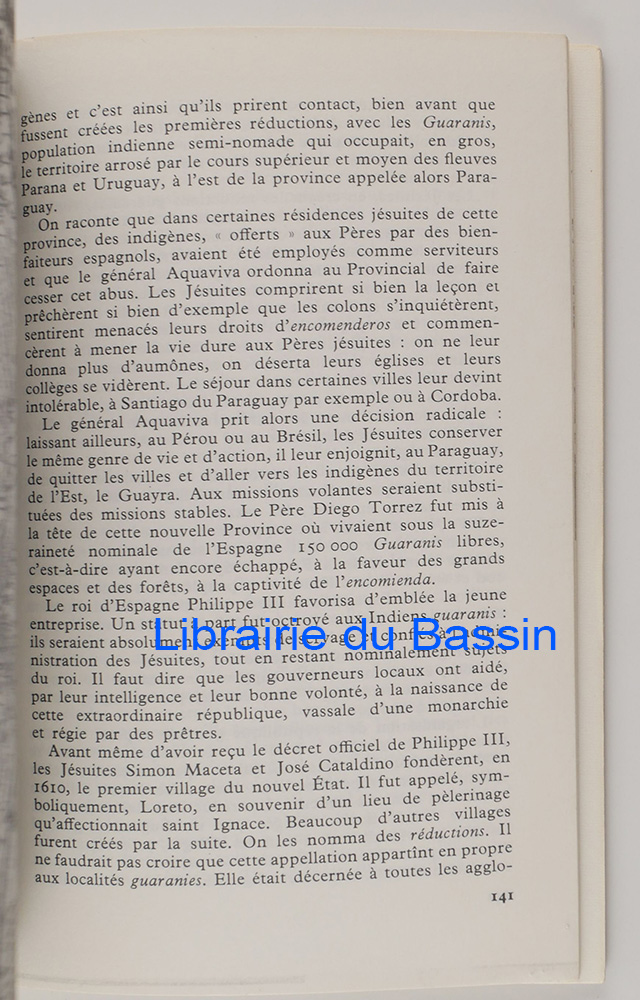 gènes et c'est ainsi qu'ils prirent contact, bien avant que
fussent créées les premières réductions, avec les Guaranis,
population indienne semi-nomade qui occupait, en gros,
le territoire arrosé par le cours supérieur et moyen des fleuves
Parana et Uruguay, à l'est de la province appelée alors Para-
guay.
On raconte que dans certaines résidences jésuites de cette
province, des indigènes, « offerts » aux Pères par des bien-
faiteurs espagnols, avaient été employés comme serviteurs
et que le général Aquaviva ordonna au Provincial de faire
cesser cet abus. Les Jésuites comprirent si bien la leçon et
prêchèrent si bien d'exemple que les colons s'inquiétèrent,
sentirent menacés leurs droits d'encomenderos et commen-
cèrent à mener la vie dure aux Pères jésuites : on ne leur
donna plus d'aumônes, on déserta leurs églises et leurs
collèges se vidèrent. Le séjour dans certaines villes leur devint
intolérable, à Santiago du Paraguay par exemple ou à Cordoba.
Le général Aquaviva prit alors une décision radicale :
laissant ailleurs, au Pérou ou au Brésil, les Jésuites conserver
le même genre de vie et d'action, il leur enjoignit, au Paraguay,
de quitter les villes et d'aller vers les indigènes du territoire
de l'Est, le Guayra. Aux missions volantes seraient substi-
tuées des missions stables. Le Père Diego Torrez fut mis à
la tête de cette nouvelle Province où vivaient sous la suze-
raineté nominale de l'Espagne 150 000 Guaranis libres,
c'est-à-dire ayant encore échappé, à la faveur des grands
espaces et des forêts, à la captivité de l'encomienda.
Le roi d'Espagne Philippe III favorisa d'emblée la jeune
entreprise. Un statut à part fut octroyé aux Indiens guaranis :
ils seraient absolument exempts de servage et confiés à l'admi-
nistration des Jésuites, tout en restant nominalement sujets
du roi. Il faut dire que les gouverneurs locaux ont aidé,
par leur intelligence et leur bonne volonté, à la naissance de
cette extraordinaire république, vassale d'une monarchie
et régie par des prêtres.
Avant même d'avoir reçu le décret officiel de Philippe III,
les Jésuites Simon Maceta et José Cataldino fondèrent, en
1610, le premier village du nouvel État. Il fut appelé, sym-
boliquement, Loreto, en souvenir d'un lieu de pèlerinage
qu'affectionnait saint Ignace. Beaucoup d'autres villages
furent créés par la suite. On les nomma des réductions. Il
ne faudrait pas croire que cette appellation appartînt en propre
aux localités guaranies. Elle était décernée à toutes les agglo-
141
Librairie du Bassin